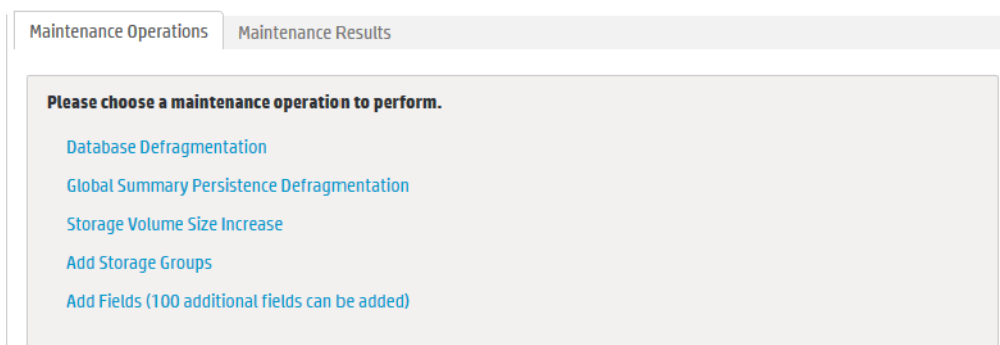 Maintenance Operations Maintenance Results
Please choose a maintenance operation to perform.
Database Defragmentation
Global Summary Persistence Defragmentation
Storage Volume Size Increase
Add Storage Groups
Add Fields (100 additional fields can be added)